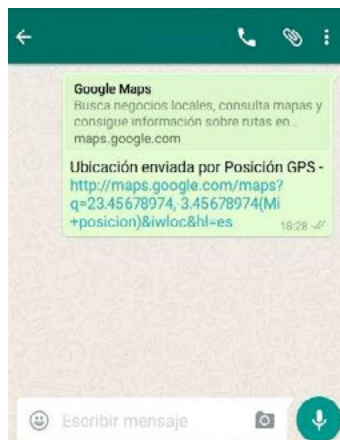 Google Maps
Busca negocios locales, consulta mapas y
consigue información sobre rutas en...
maps.google.com
Ubicación enviada por Posición GPS -
http://maps.google.com/maps?
q=23.45678974, 3.45678974(Mi
+posicion)&iwloc&hl=es
18:28
Escribir mensaje